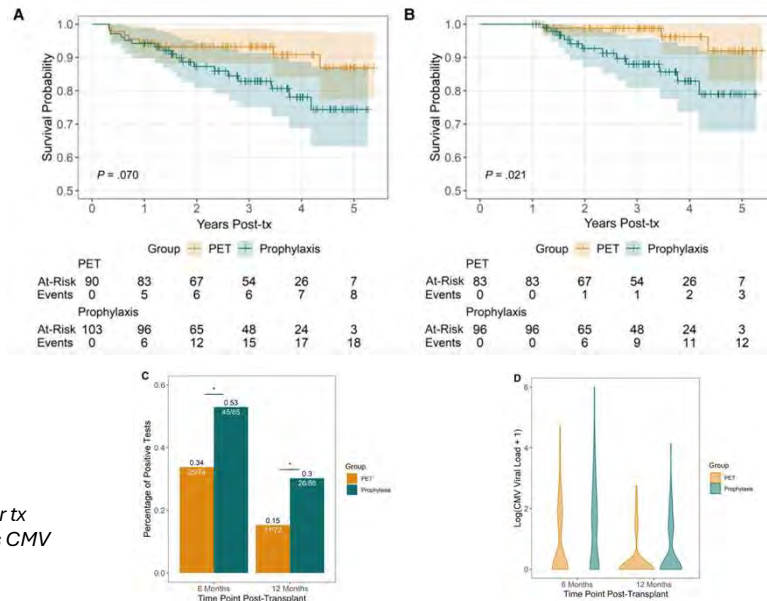 A
B
Survival Probability
1.0
0.9
0.8
0.7
0.6
0.5
P = .070
0 1 2 3 4 5
Years Post-tx
Group PET Prophylaxis
PET
At-Risk 90 83 67 54 26 7
Events 0 5 6 6 7 8
Prophylaxis
At-Risk 103 96 65 48 24 3
Events 0 6 12 15 17 18
Survival Probability
1.0
0.9
0.8
0.7
0.6
0.5
P = .021
0 1 2 3 4 5
Years Post-tx
Group PET Prophylaxis
PET
At-Risk 83 83 67 54 26 7
Events 0 0 1 1 2 3
Prophylaxis
At-Risk 96 96 65 48 24 3
Events 0 0 6 9 11 12
r tx
s CMV
C
Percentage of Positive Tests
0.6
0.4
0.2
0.0
0.34
25/74
0.53
45/85
0.15
11/72
0.3
26/86
6 Months 12 Months
Time Point Post-Transplant
Group
PET
Prophylaxis
D
Log(CMV Viral Load + 1)
6
4
2
0
6 Months 12 Months
Time Point Post-Transplant
Group
PET
Prophylaxis